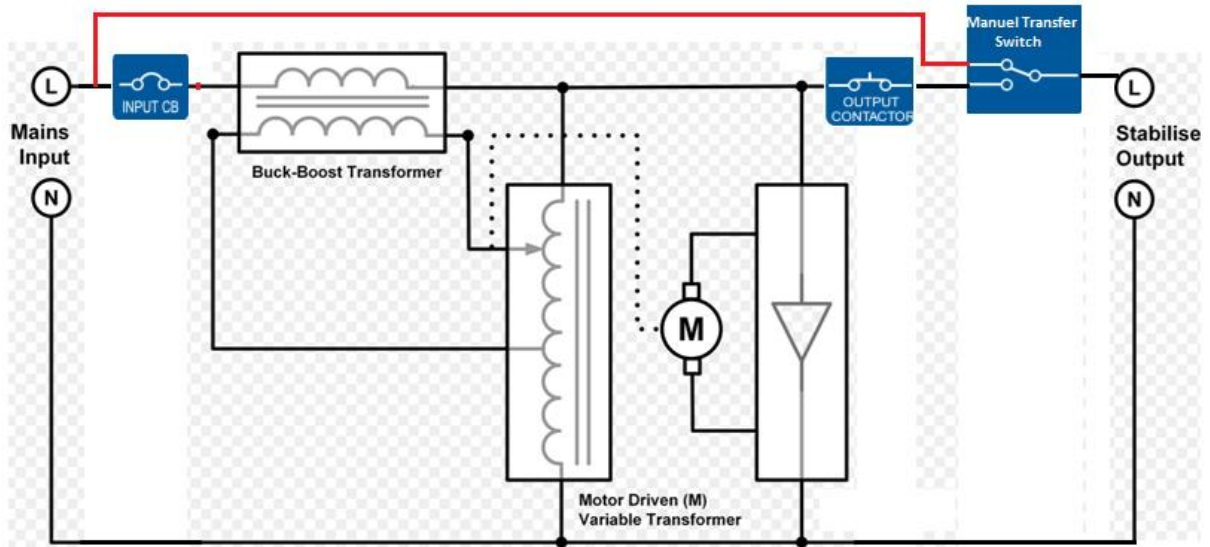 Manuel Transfer
Switch
L
INPUT CB
OUTPUT
CONTACTOR
L
Mains
Input
Stabilise
Output
Buck-Boost Transformer
N
N
M
Motor Driven (M)
Variable Transformer